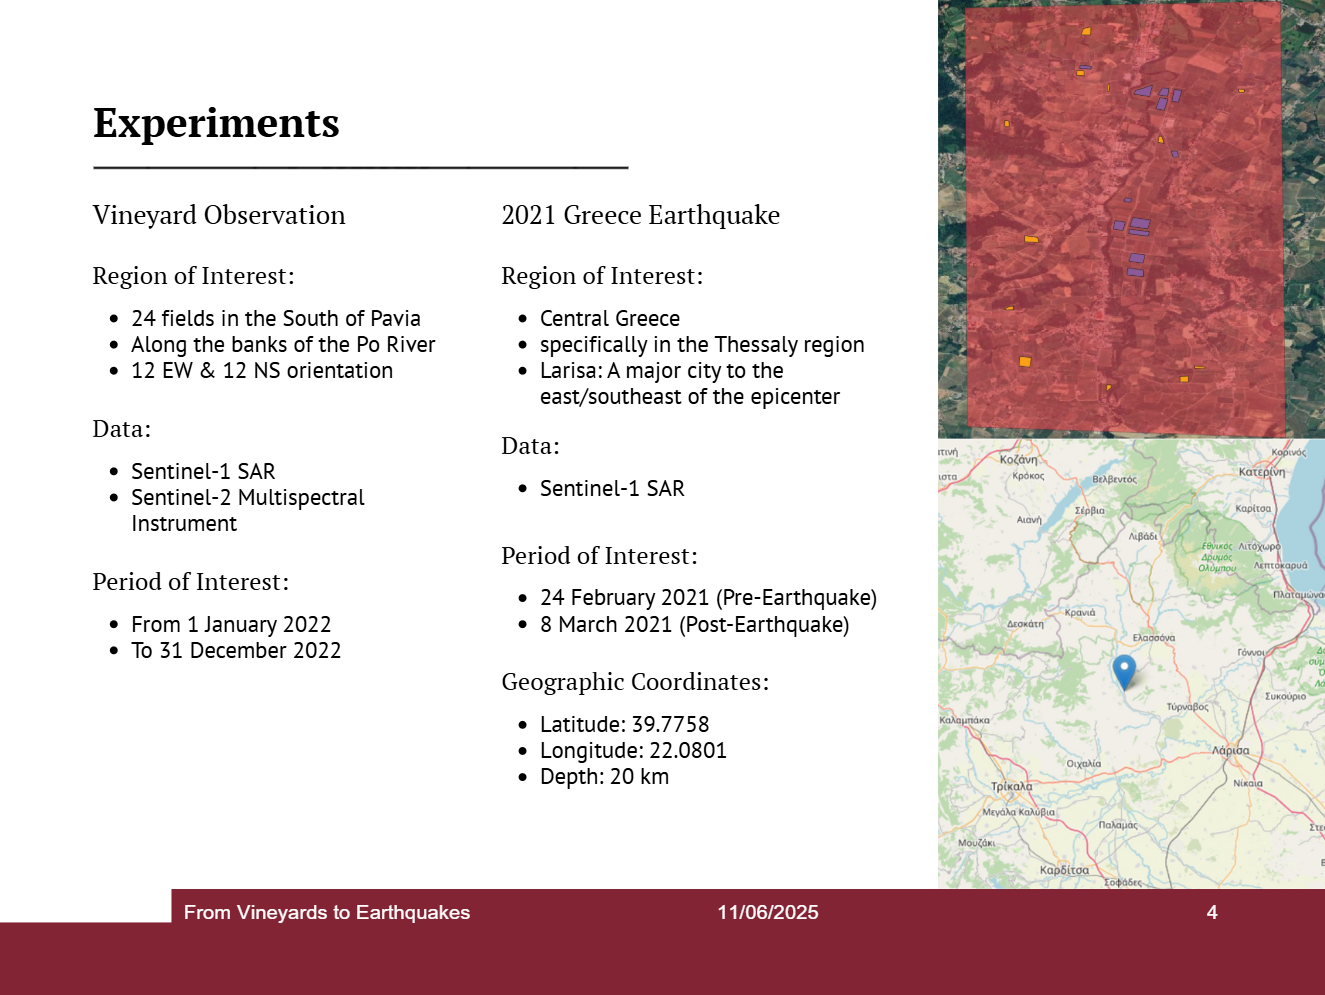 Experiments
Vineyard Observation
Region of Interest:
• 24 fields in the South of Pavia
• Along the banks of the Po River
• 12 EW & 12 NS orientation
Data:
• Sentinel-1 SAR
• Sentinel-2 Multispectral
Instrument
Period of Interest:
• From 1 January 2022
• To 31 December 2022
2021 Greece Earthquake
Region of Interest:
• Central Greece
• specifically in the Thessaly region
• Larisa: A major city to the
east/southeast of the epicenter
Data:
• Sentinel-1 SAR
Period of Interest:
• 24 February 2021 (Pre-Earthquake)
• 8 March 2021 (Post-Earthquake)
Geographic Coordinates:
• Latitude: 39.7758
• Longitude: 22.0801
• Depth: 20 km
Κοζάνη
Κορινός
Κρόκος
Βελβεντός
Κατερίνη
Σέρβια
Καρίτσα
Αιανή
Λιβάδι
Εθνικός
Δρυμός
Ολύμπου
Λιτόχωρο
Λεπτοκαρυά
Πλαταμώνα
Κρανιά
Δεσκάτη
Ελασσόνα
Γόννοι
Συκούριο
Τύρναβος
Καλαμπάκα
Λάρισα
Οιχαλία
Τρίκαλα
Νίκαια
Μεγάλα Καλύβια
Παλαμάς
Μουζάκι
Καρδίτσα
Σοφάδες
From Vineyards to Earthquakes
11/06/2025
4